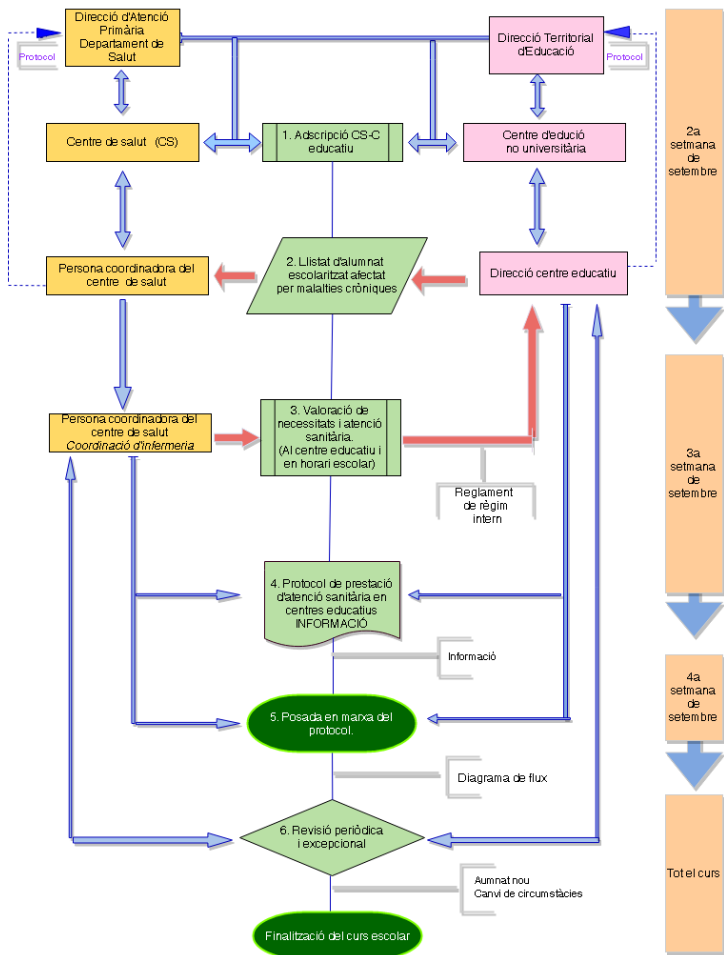 Direcció d'Atenció
Primària
Departament de
Salut
Direcció Territorial
d'Educació
Protocol
Protocol
Centre de salut (CS)
1. Adscripció CS-C
educatiu
Centre d'edució
no universitària
2a
setmana
de
setembre
Persona coordinadora del
centre de salut
2. Llistat d'alumnat
escolaritzat afectat
per malalties cròniques
Direcció centre educatiu
Persona coordinadora del
centre de salut
Coordinació d'infermeria
3. Valoració de
necessitats i atenció
sanitària.
(Al centre educatiu i
en horari escolar)
Reglament
de règim
intern
3a
setmana
de
setembre
4. Protocol de prestació
d'atenció sanitària en
centres educatius
INFORMACIÓ
Informació
4a
setmana
de
setembre
5. Posada en marxa del
protocol.
Diagrama de flux
6. Revisió periòdica
i excepcional
Tot el curs
Aumnat nou
Canvi de circumstàcies
Finalització del curs escolar